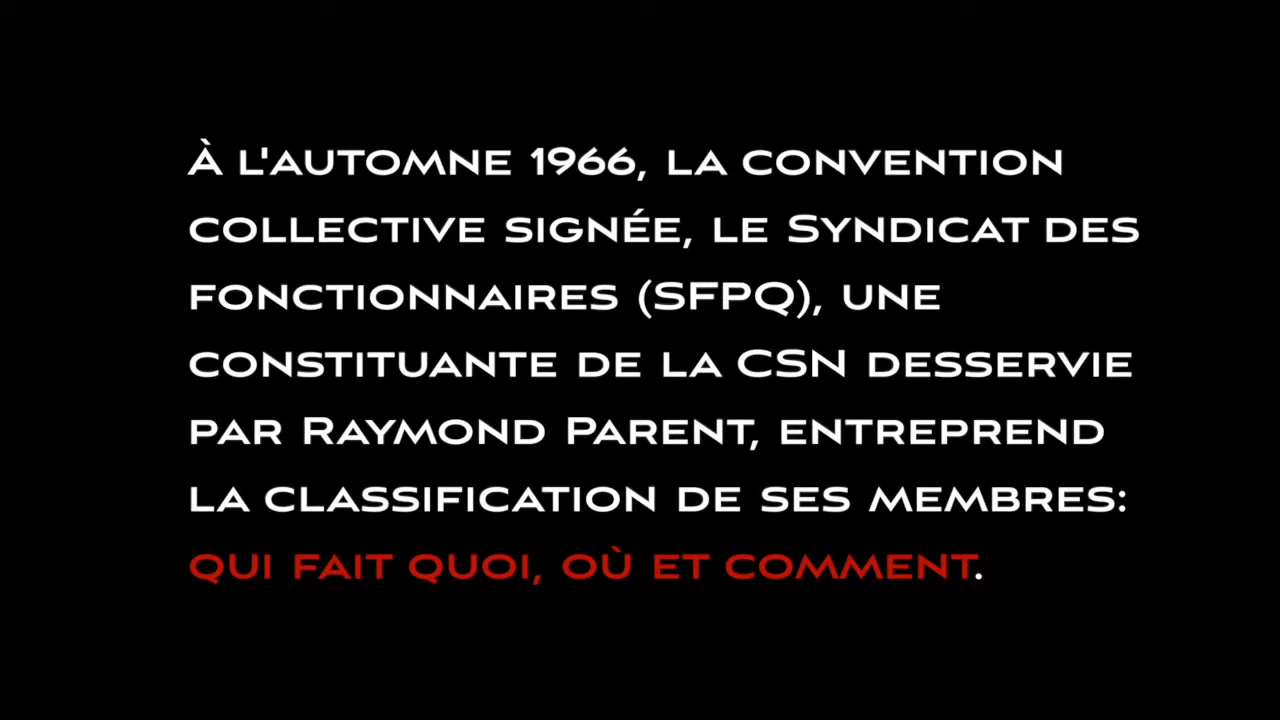 À L'AUTOMNE 1966, LA CONVENTION
COLLECTIVE SIGNÉE, LE SYNDICAT DES
FONCTIONNAIRES (SFPQ), UNE
CONSTITUANTE DE LA CSN DESSERVIE
PAR RAYMOND PARENT, ENTREPREND
LA CLASSIFICATION DE SES MEMBRES:
QUI FAIT QUOI, OÙ ET COMMENT.